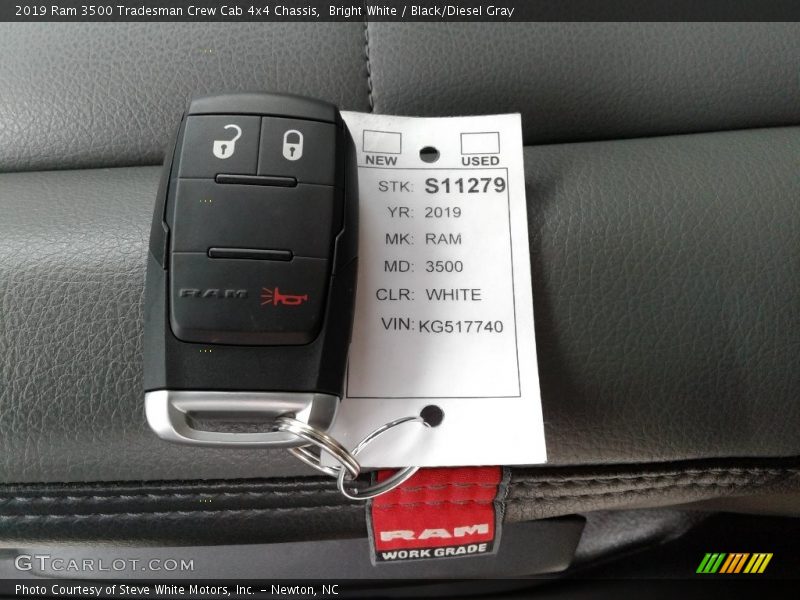 2019 Ram 3500 Tradesman Crew Cab 4x4 Chassis, Bright White / Black/Diesel Gray
NEW USED
STK: S11279
YR: 2019
MK: RAM
MD: 3500
CLR: WHITE
VIN: KG517740
RAM
RAM
WORK GRADE
GTCARLOT.COM
Photo Courtesy of Steve White Motors, Inc. – Newton, NC